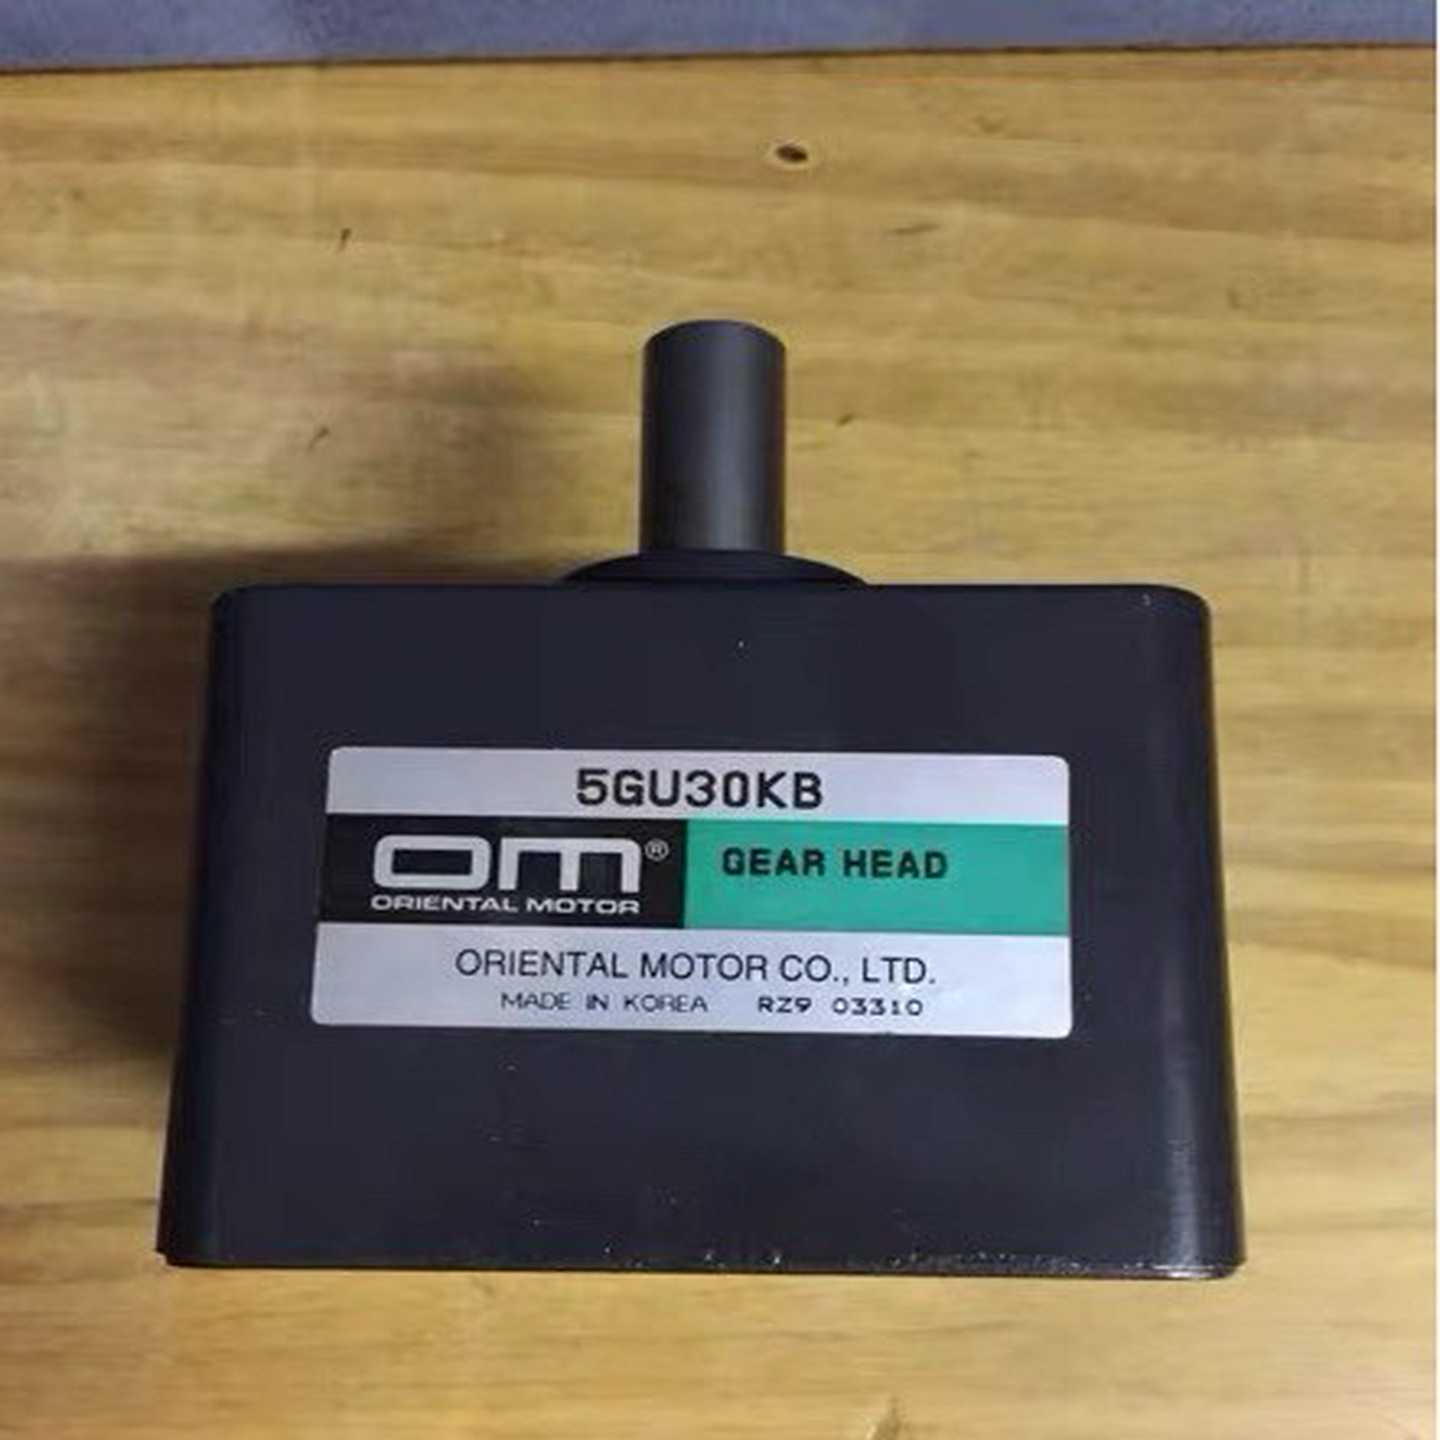 5GU30KB
OM®
ORIENTAL MOTOR
GEAR HEAD
ORIENTAL MOTOR CO., LTD.
MADE IN KOREA RZ9 03310